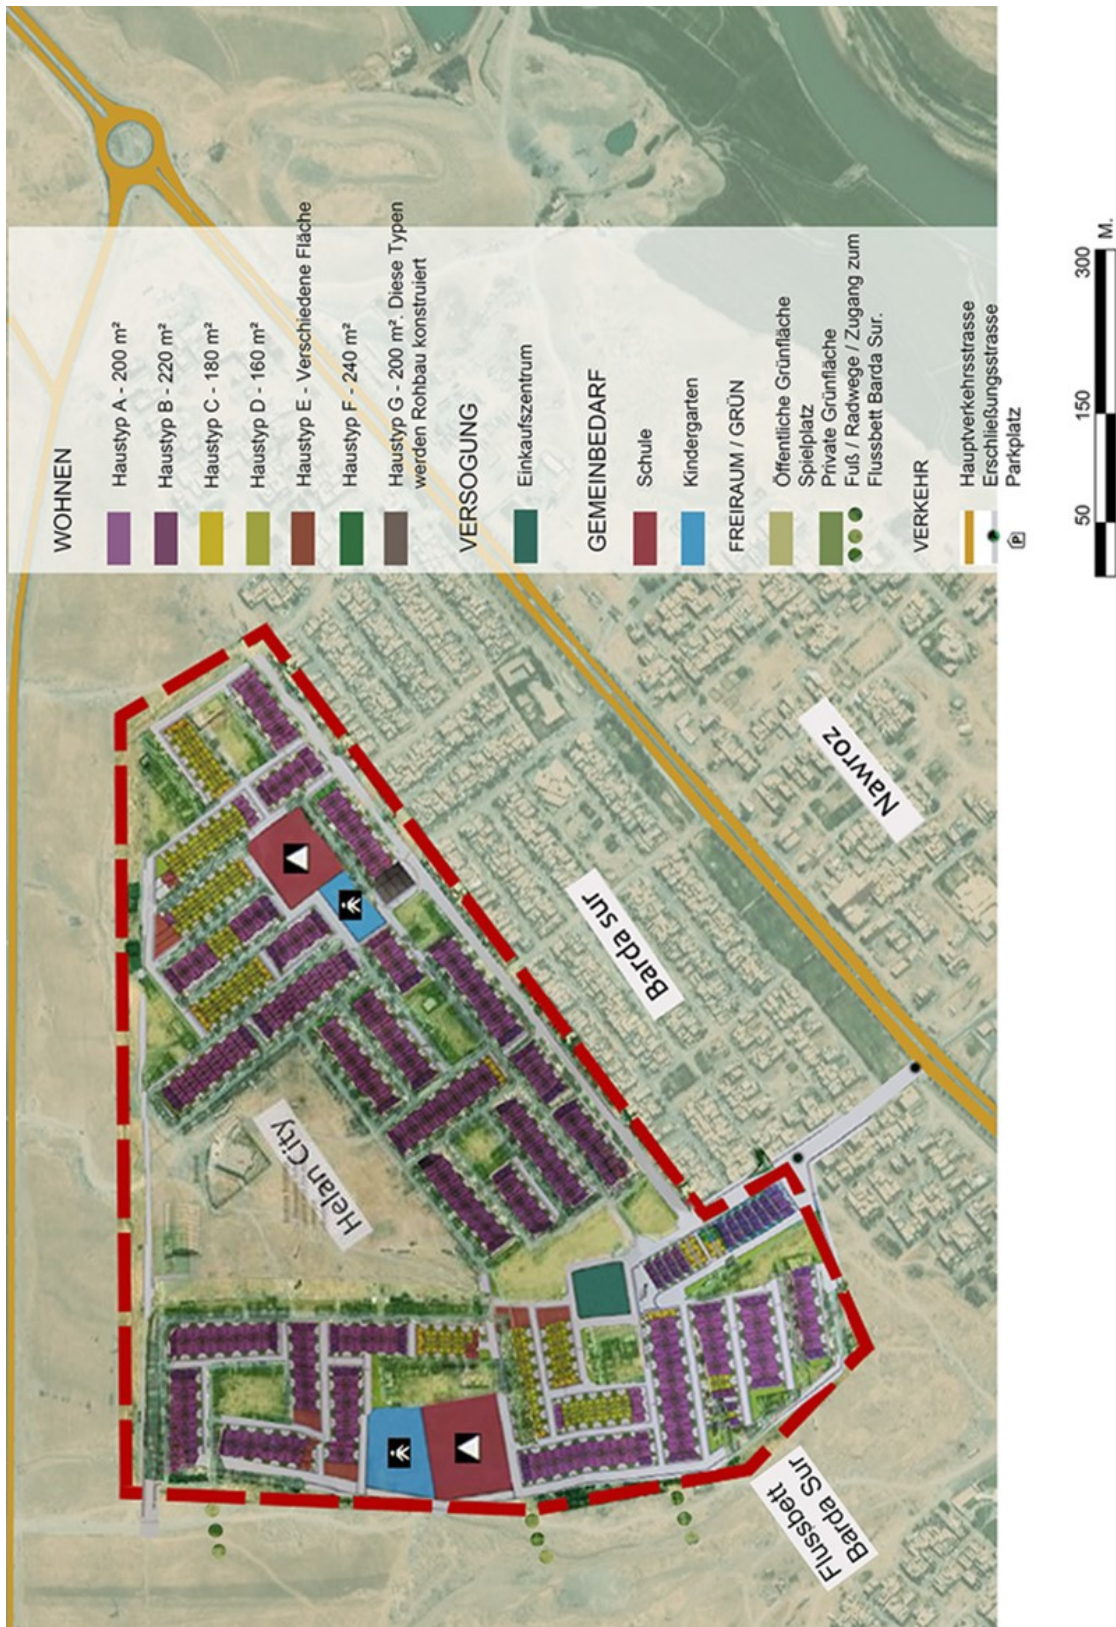 WOHNEN
Haustyp A - 200 m²
Haustyp B - 220 m²
Haustyp C - 180 m²
Haustyp D - 160 m²
Haustyp E - Verschiedene Fläche
Haustyp F - 240 m²
Haustyp G - 200 m². Diese Typen
werden Rohbau konstruiert
VERSOGUNG
Einkaufszentrum
GEMEINBEDARF
Schule
Kindergarten
FREIRAUM / GRÜN
Öffentliche Grünfläche
Spielplatz
Private Grünfläche
Fuß / Radwege / Zugang zum
Flussbett Barda Sur.
VERKEHR
Hauptverkehrsstrasse
Erschließungsstrasse
P Parkplatz
Helan City
Barda sur
Nawroz
Flussbett
Barda Sur
50 150 300 M.